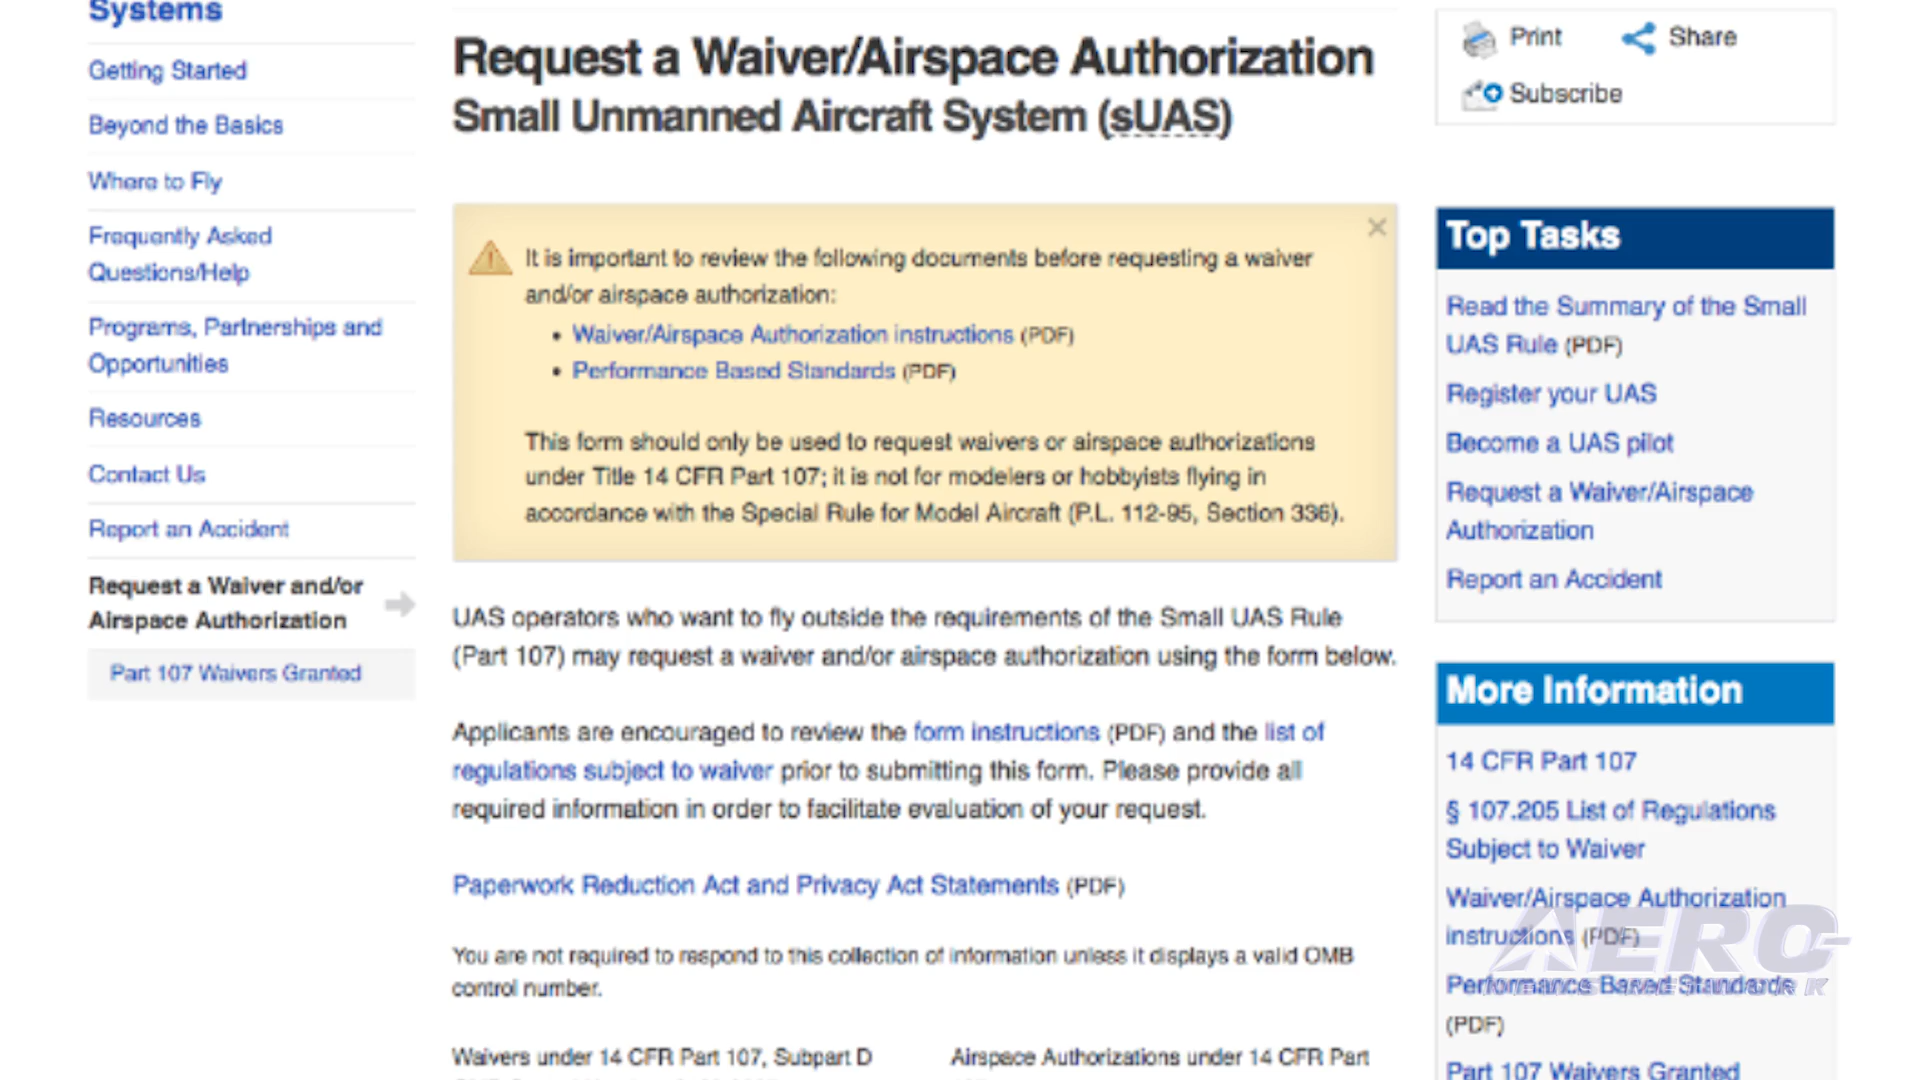 Systems
Getting Started
Beyond the Basics
Where to Fly
Frequently Asked
Questions/Help
Programs, Partnerships and
Opportunities
Resources
Contact Us
Report an Accident
Request a Waiver and/or
Airspace Authorization
Part 107 Waivers Granted
Request a Waiver/Airspace Authorization
Small Unmanned Aircraft System (sUAS)
It is important to review the following documents before requesting a waiver
and/or airspace authorization:
• Waiver/Airspace Authorization instructions (PDF)
• Performance Based Standards (PDF)
This form should only be used to request waivers or airspace authorizations
under Title 14 CFR Part 107; it is not for modelers or hobbyists flying in
accordance with the Special Rule for Model Aircraft (P.L. 112-95, Section 336).
UAS operators who want to fly outside the requirements of the Small UAS Rule
(Part 107) may request a waiver and/or airspace authorization using the form below.
Applicants are encouraged to review the form instructions (PDF) and the list of
regulations subject to waiver prior to submitting this form. Please provide all
required information in order to facilitate evaluation of your request.
Paperwork Reduction Act and Privacy Act Statements (PDF)
You are not required to respond to this collection of information unless it displays a valid OMB
control number.
Waivers under 14 CFR Part 107, Subpart D
Airspace Authorizations under 14 CFR Part
Print
Share
Subscribe
Top Tasks
Read the Summary of the Small
UAS Rule (PDF)
Register your UAS
Become a UAS pilot
Request a Waiver/Airspace
Authorization
Report an Accident
More Information
14 CFR Part 107
§ 107.205 List of Regulations
Subject to Waiver
Waiver/Airspace Authorization
instructions (PDF)
Performance Based Standards
(PDF)
Part 107 Waivers Granted
AERO-
NEWS NETWORK